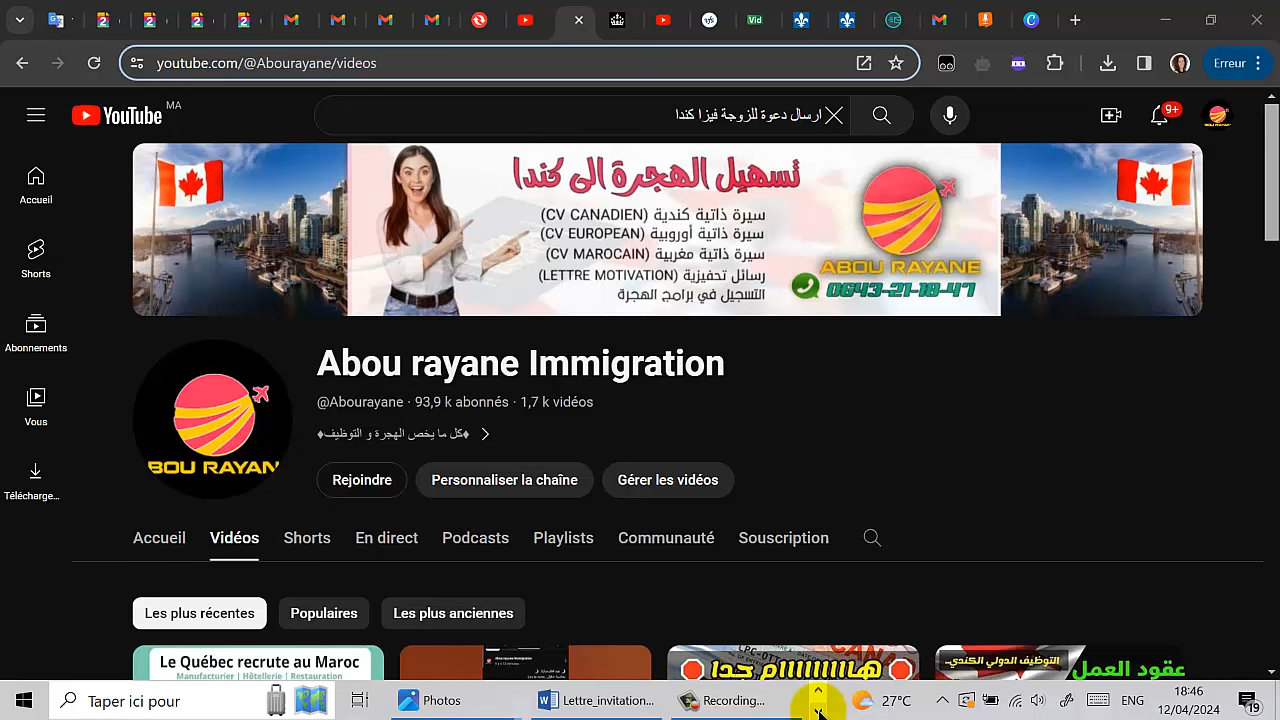 Erreur
youtube.com/@Abourayane/videos
YouTube MA
ارسال دعوة للزوجة فيزا كندا
9+
تسهيل الهجرة الى كندا
سيرة ذاتية كندية (CV CANADIEN)
سيرة ذاتية أوروبية (CV EUROPEAN)
سيرة ذاتية مغربية (CV MAROCAIN)
رسائل تحفيزية (LETTRE MOTIVATION)
التسجيل في برامج الهجرة
ABOU RAYANE
0643-21-18-47
Accueil
Shorts
Abonnements
Vous
Télécharge...
BOU RAYAN
Abou rayane Immigration
@Abourayane · 93,9 k abonnés · 1,7 k vidéos
♦كل ما يخص الهجرة و التوظيف♦
Rejoindre Personnaliser la chaîne Gérer les vidéos
Accueil Vidéos Shorts En direct Podcasts Playlists Communauté Souscription
Les plus récentes Populaires Les plus anciennes
Le Québec recrute au Maroc
Manufacturier | Hôtellerie | Restauration
Abou rayane Immigration
هااااااااام جدا
التوظيف الدولي الكندي
عقود العمل
Taper ici pour
Photos
Lettre_invitation...
Recording...
27°C
ENG
18:46
12/04/2024
19